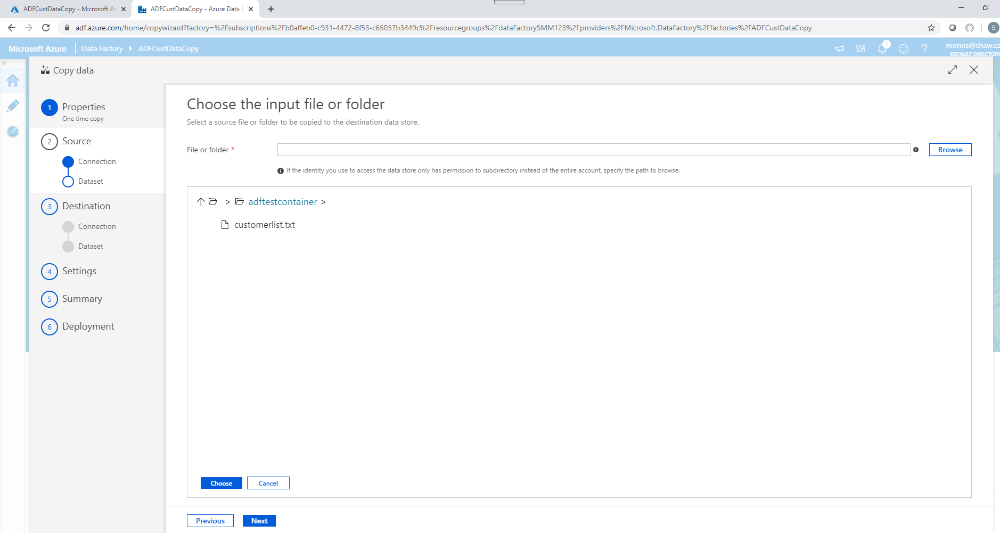 ADFCustDataCopy - Microsoft Az
ADFCustDataCopy - Azure Data F
adf.azure.com/home/copywizard?factory=%2Fsubscriptions%2Fb0affeb0-c931-4472-8f53-c65057b3449c%2Fresourcegroups%2FdataFactorySMM123%2Fproviders%2FMicrosoft.DataFactory%2Ffactories%2FADFCustDataCopy
S
Microsoft Azure
Data Factory
ADFCustDataCopy
1
?
morins@shaw.ca
DEFAULT DIRECTORY
Copy data
1
Properties
One time copy
2
Source
Connection
Dataset
3
Destination
Connection
Dataset
4
Settings
5
Summary
6
Deployment
Choose the input file or folder
Select a source file or folder to be copied to the destination data store.
File or folder *
Browse
If the identity you use to access the data store only has permission to subdirectory instead of the entire account, specify the path to browse.
> adftestcontainer >
customerlist.txt
Choose
Cancel
Previous
Next